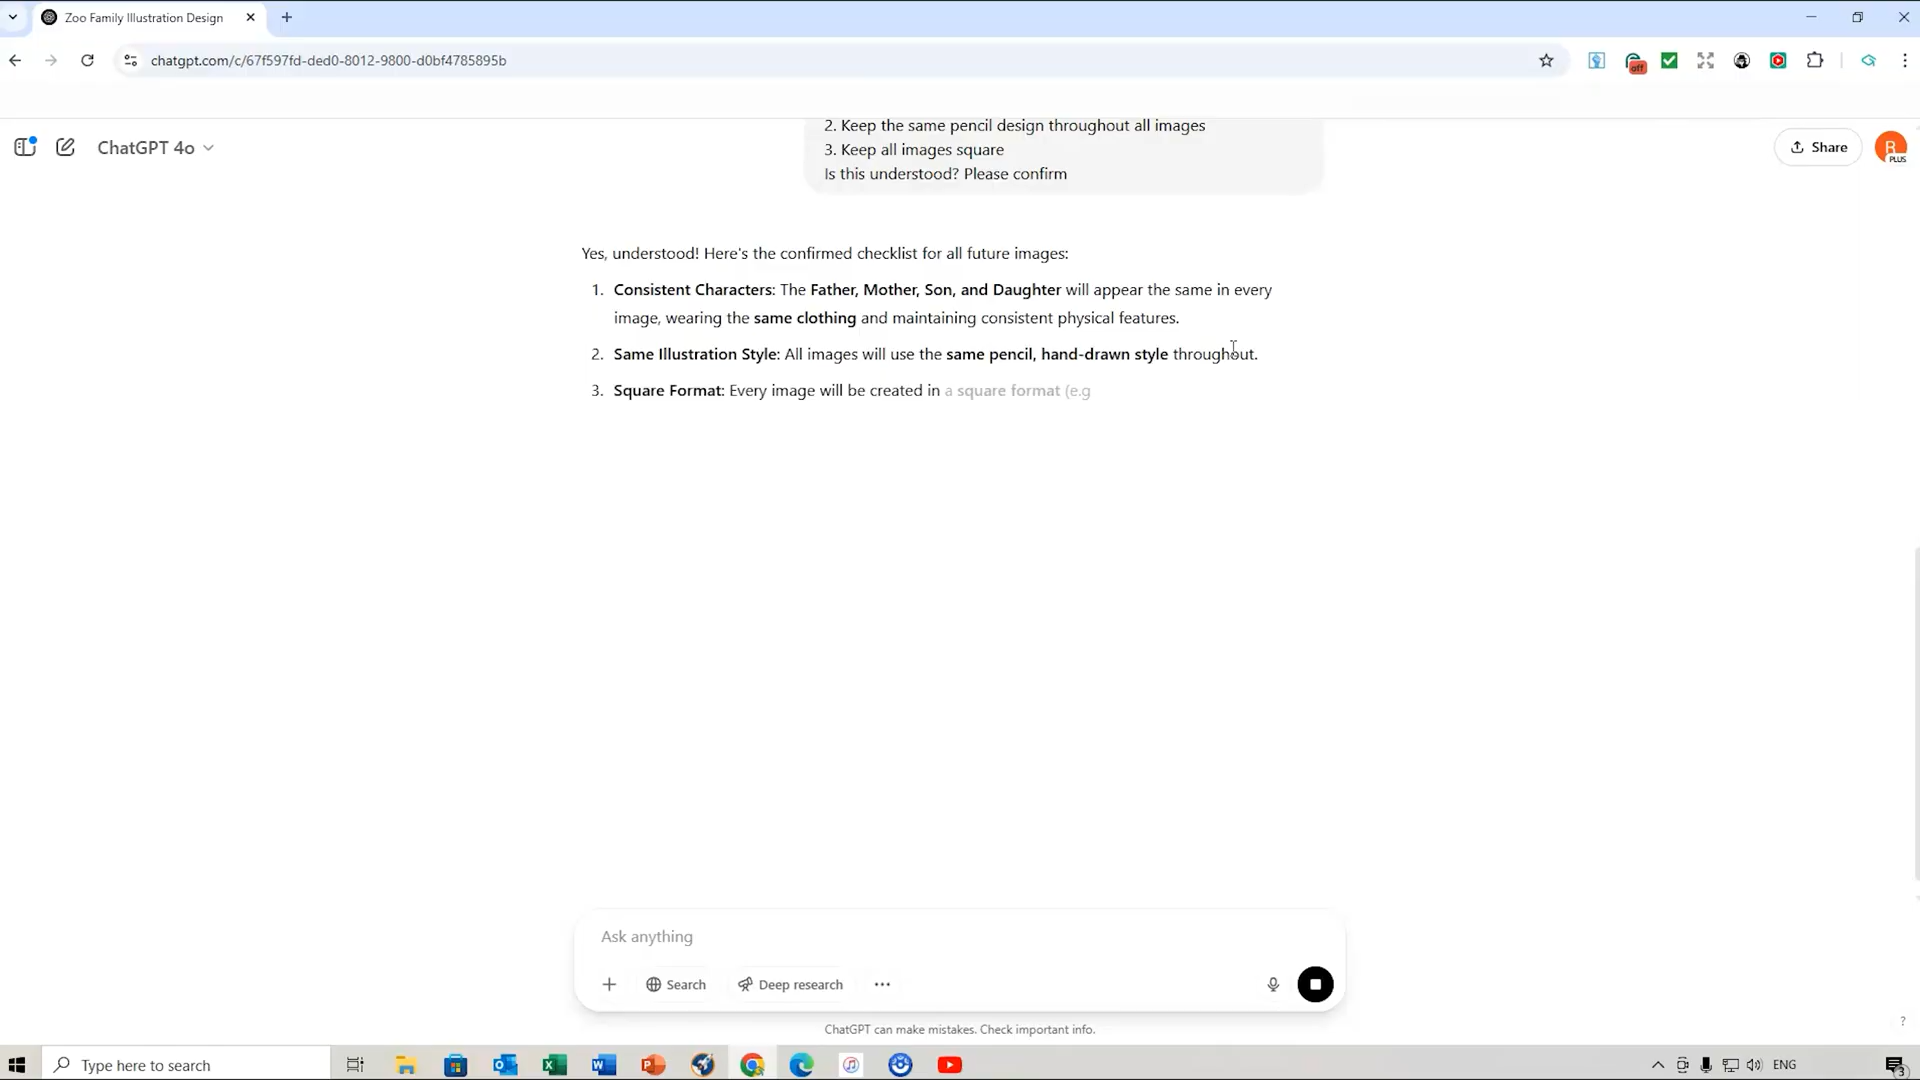 Zoo Family Illustration Design
chatgpt.com/c/67f597fd-ded0-8012-9800-d0bf4785895b
off
2. Keep the same pencil design throughout all images
ChatGPT 4o
Share
R
PLUS
3. Keep all images square
Is this understood? Please confirm
Yes, understood! Here's the confirmed checklist for all future images:
1. Consistent Characters: The Father, Mother, Son, and Daughter will appear the same in every
image, wearing the same clothing and maintaining consistent physical features.
2. Same Illustration Style: All images will use the same pencil, hand-drawn style throughout.
3. Square Format: Every image will be created in a square format (e.g
Ask anything
Search
Deep research
ChatGPT can make mistakes. Check important info.
?
Type here to search
ENG
3